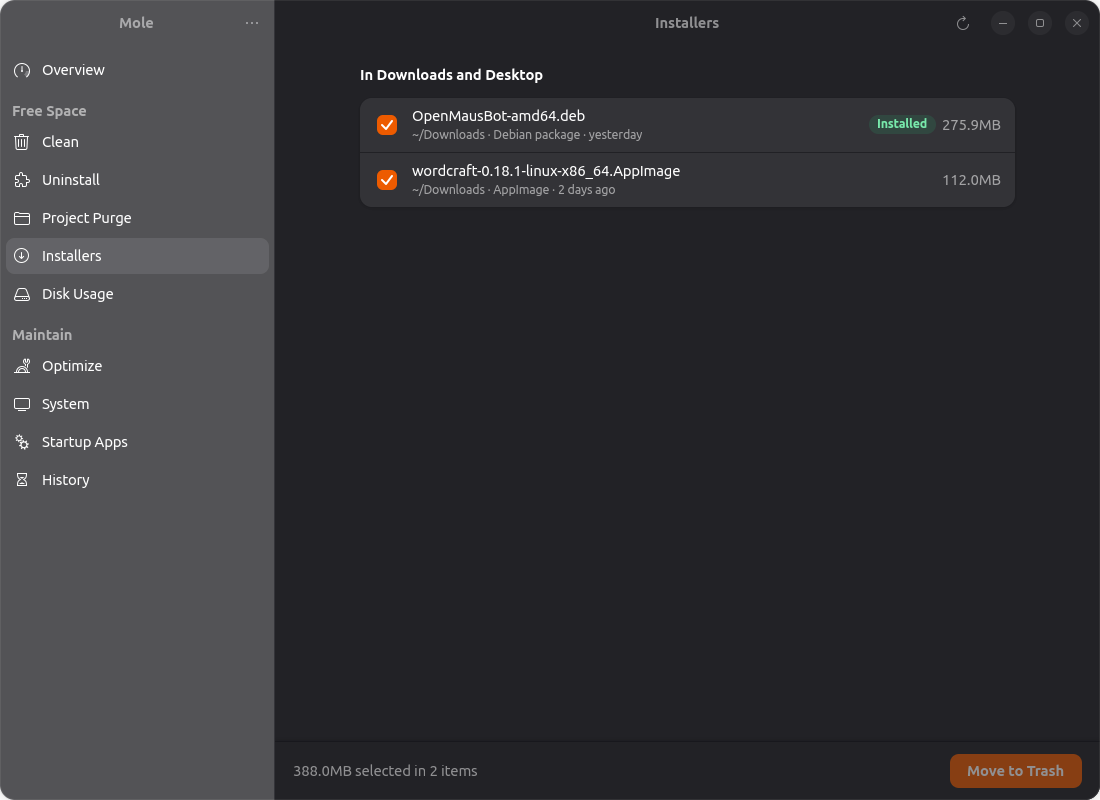 Mole
...
Installers
Overview
Free Space
Clean
Uninstall
Project Purge
Installers
Disk Usage
Maintain
Optimize
System
Startup Apps
History
In Downloads and Desktop
OpenMausBot-amd64.deb
~/Downloads · Debian package · yesterday
Installed 275.9MB
wordcraft-0.18.1-linux-x86_64.AppImage
~/Downloads · AppImage · 2 days ago
112.0MB
388.0MB selected in 2 items
Move to Trash